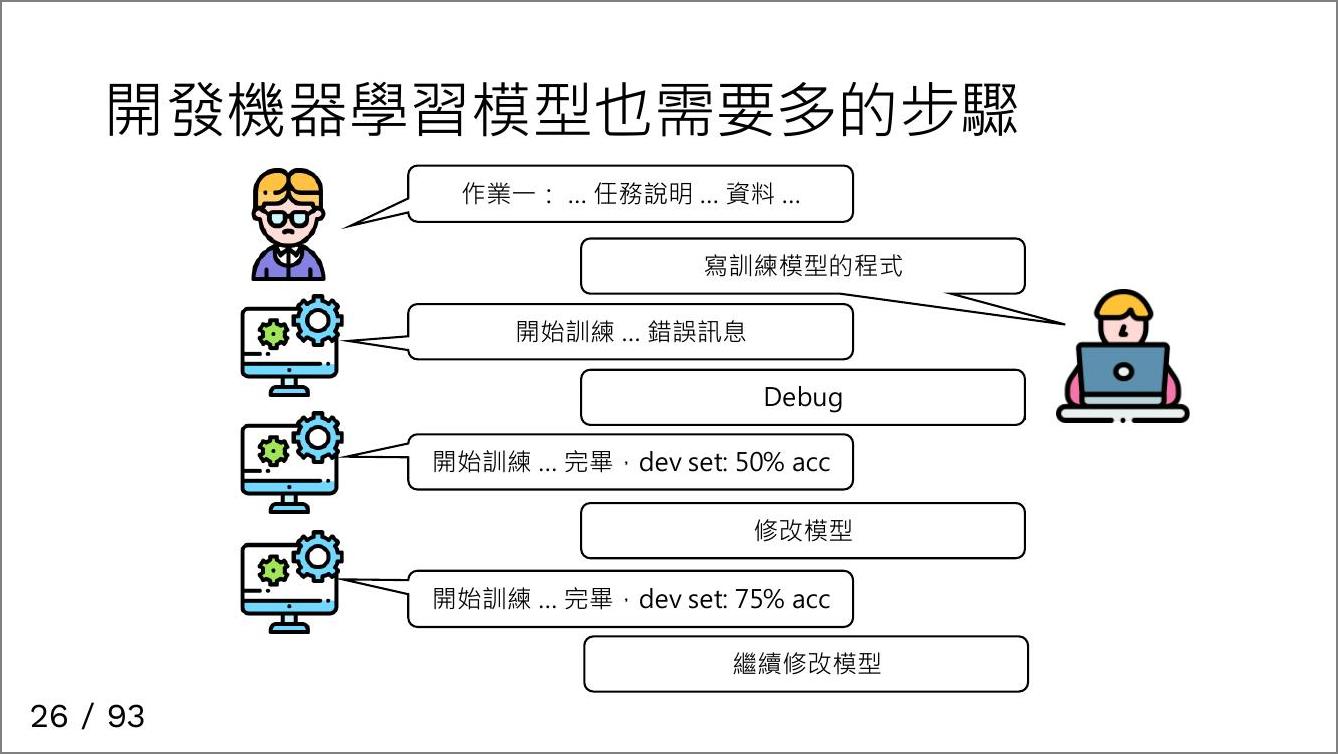 開發機器學習模型也需要多的步驟
作業一： … 任務說明 … 資料 …
寫訓練模型的程式
開始訓練 … 錯誤訊息
Debug
開始訓練 … 完畢，dev set: 50% acc
修改模型
開始訓練 … 完畢，dev set: 75% acc
繼續修改模型
26 / 93